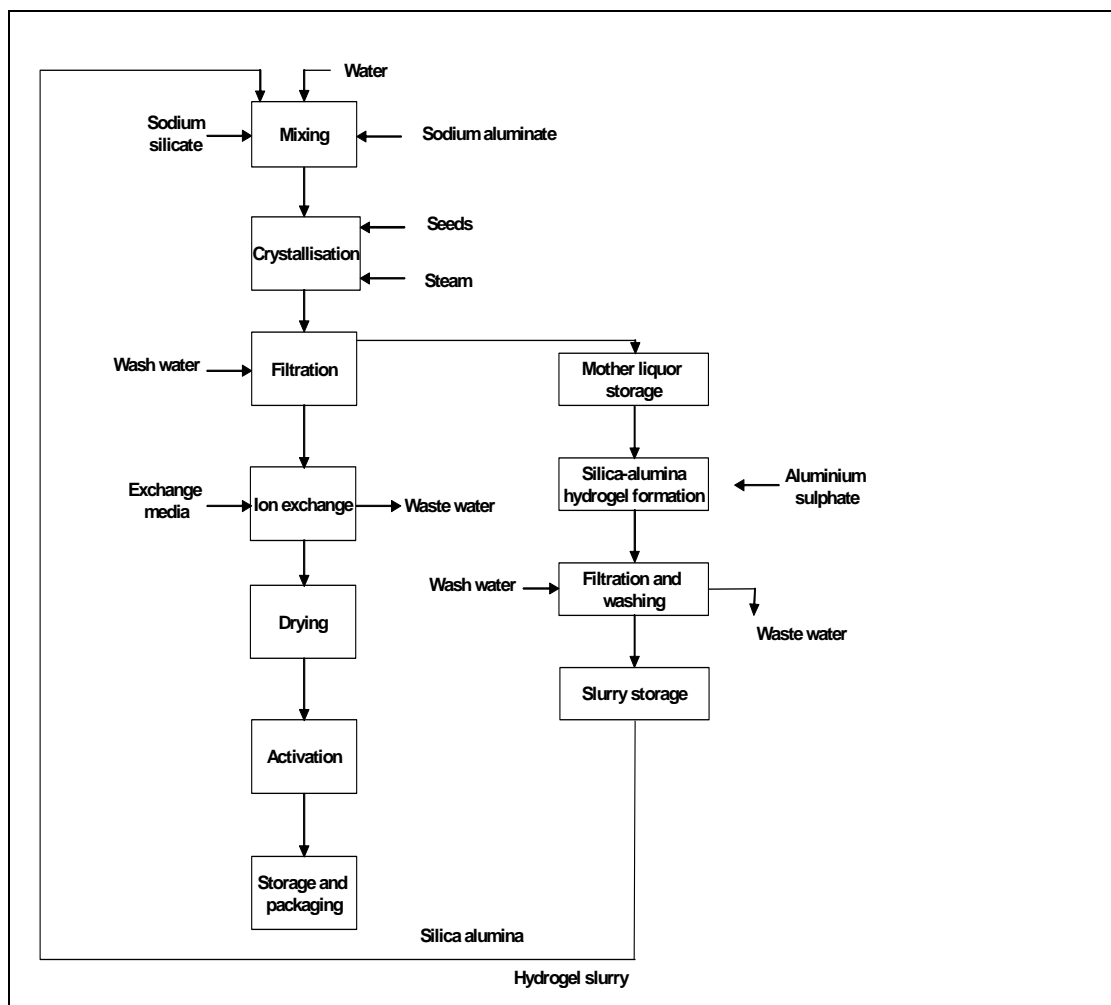 Water
Sodium
silicate
Mixing
Sodium aluminate
Crystallisation
Seeds
Steam
Wash water
Filtration
Mother liquor
storage
Exchange
media
Ion exchange
Waste water
Silica-alumina
hydrogel formation
Aluminium
sulphate
Drying
Wash water
Filtration and
washing
Waste water
Slurry storage
Activation
Storage and
packaging
Silica alumina
Hydrogel slurry